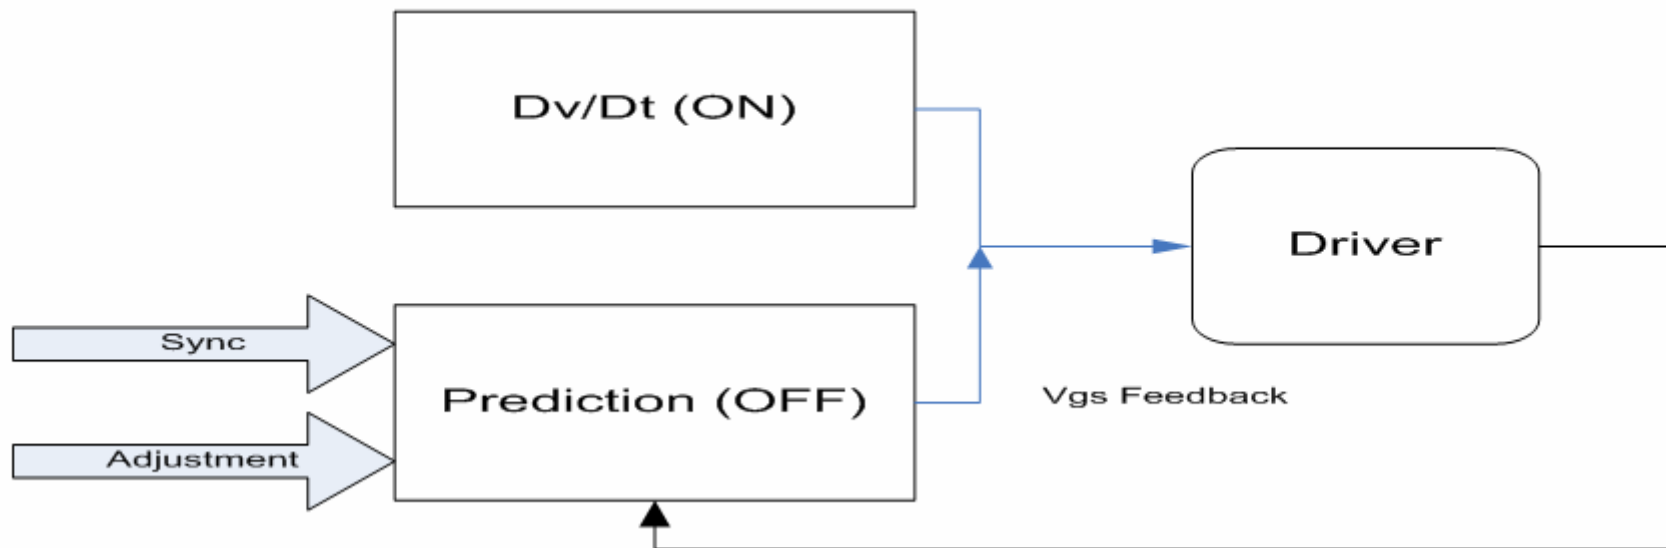 Dv/Dt (ON)
Driver
Sync
Prediction (OFF)
Vgs Feedback
Adjustment